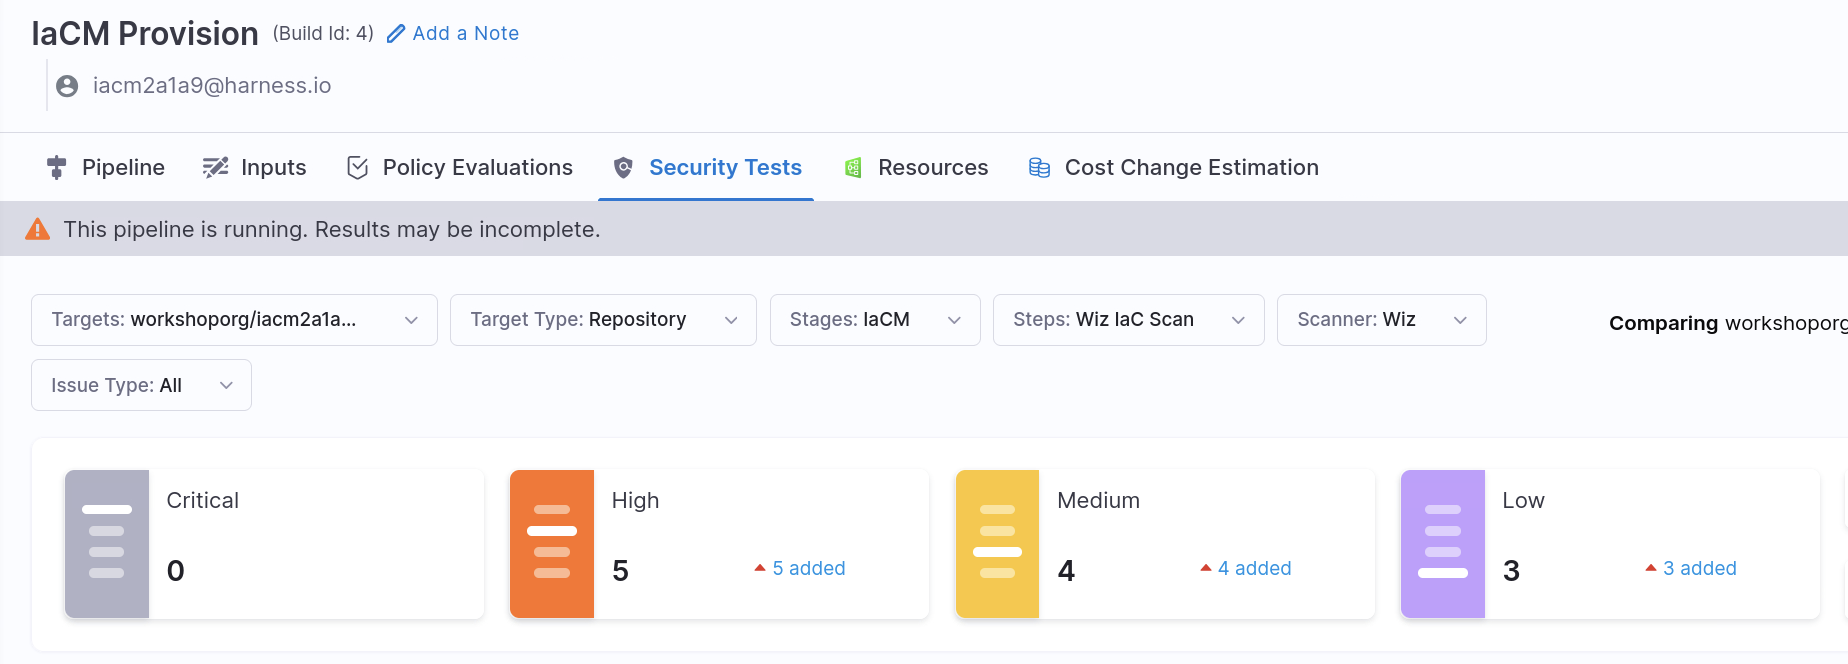 IaCM Provision (Build Id: 4) Add a Note
iacm2a1a9@harness.io
Pipeline Inputs Policy Evaluations Security Tests Resources Cost Change Estimation
This pipeline is running. Results may be incomplete.
Targets: workshoporg/iacm2a1a... Target Type: Repository Stages: IaCM Steps: Wiz IaC Scan Scanner: Wiz Comparing workshoporg
Issue Type: All
Critical High Medium Low
0 5 5 added 4 4 added 3 3 added